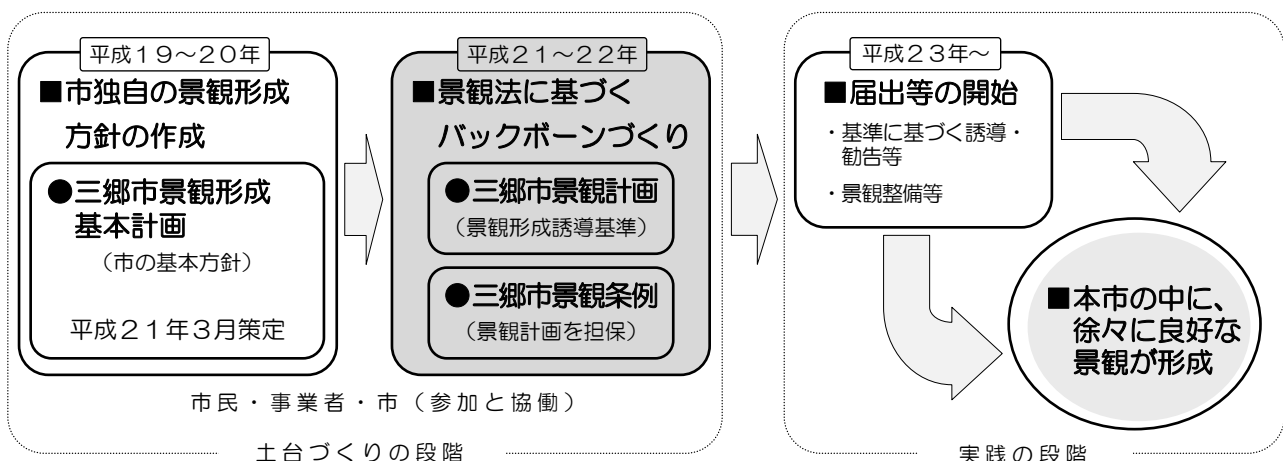 平成19～20年
■市独自の景観形成
方針の作成
●三郷市景観形成
基本計画
（市の基本方針）
平成21年3月策定
平成21～22年
■景観法に基づく
バックボーンづくり
●三郷市景観計画
（景観形成誘導基準）
●三郷市景観条例
（景観計画を担保）
市民・事業者・市（参加と協働）
土台づくりの段階
平成23年～
■届出等の開始
・基準に基づく誘導・
勧告等
・景観整備等
■本市の中に、
徐々に良好な
景観が形成
実践の段階